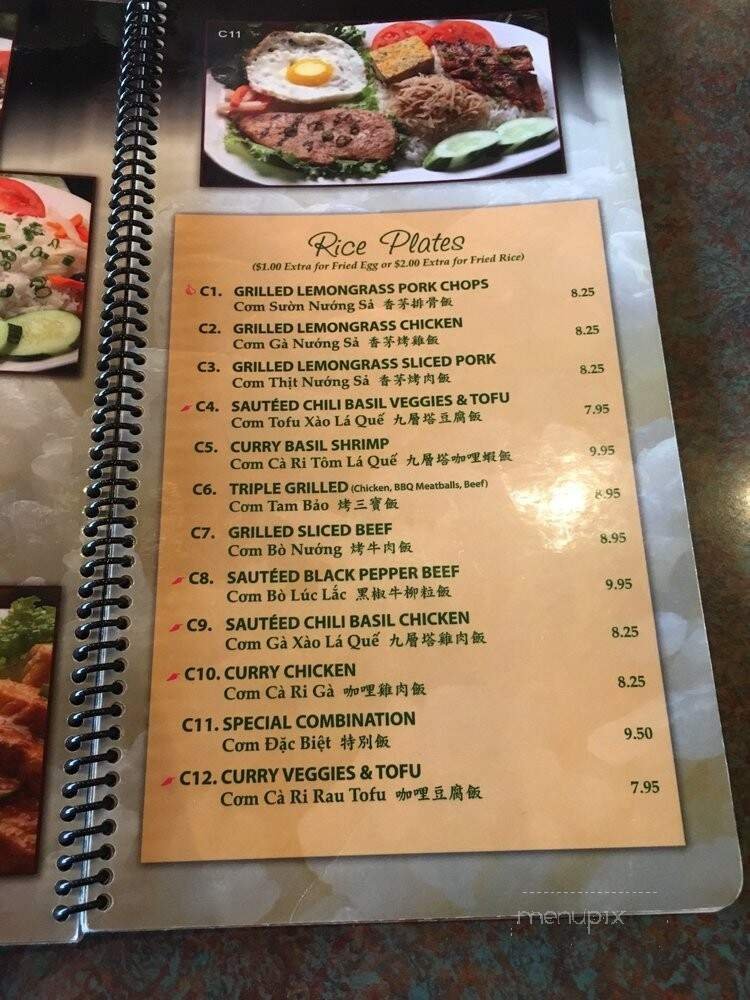 C11
Rice Plates
($1.00 Extra for Fried Egg or $2.00 Extra for Fried Rice)
C1. GRILLED LEMONGRASS PORK CHOPS 8.25
Cơm Sườn Nướng Sả 香茅排骨飯
C2. GRILLED LEMONGRASS CHICKEN 8.25
Cơm Gà Nướng Sả 香茅烤雞飯
C3. GRILLED LEMONGRASS SLICED PORK 8.25
Cơm Thịt Nướng Sả 香茅烤肉飯
C4. SAUTÉED CHILI BASIL VEGGIES & TOFU 7.95
Cơm Tofu Xào Lá Quế 九層塔豆腐飯
C5. CURRY BASIL SHRIMP 9.95
Cơm Cà Ri Tôm Lá Quế 九層塔咖哩蝦飯
C6. TRIPLE GRILLED (Chicken, BBQ Meatballs, Beef) 8.95
Cơm Tam Bảo 烤三寶飯
C7. GRILLED SLICED BEEF 8.95
Cơm Bò Nướng 烤牛肉飯
C8. SAUTÉED BLACK PEPPER BEEF 9.95
Cơm Bò Lúc Lắc 黑椒牛柳粒飯
C9. SAUTÉED CHILI BASIL CHICKEN 8.25
Cơm Gà Xào Lá Quế 九層塔雞肉飯
C10. CURRY CHICKEN 8.25
Cơm Cà Ri Gà 咖哩雞肉飯
C11. SPECIAL COMBINATION 9.50
Cơm Đặc Biệt 特別飯
C12. CURRY VEGGIES & TOFU 7.95
Cơm Cà Ri Rau Tofu 咖哩豆腐飯
menupix